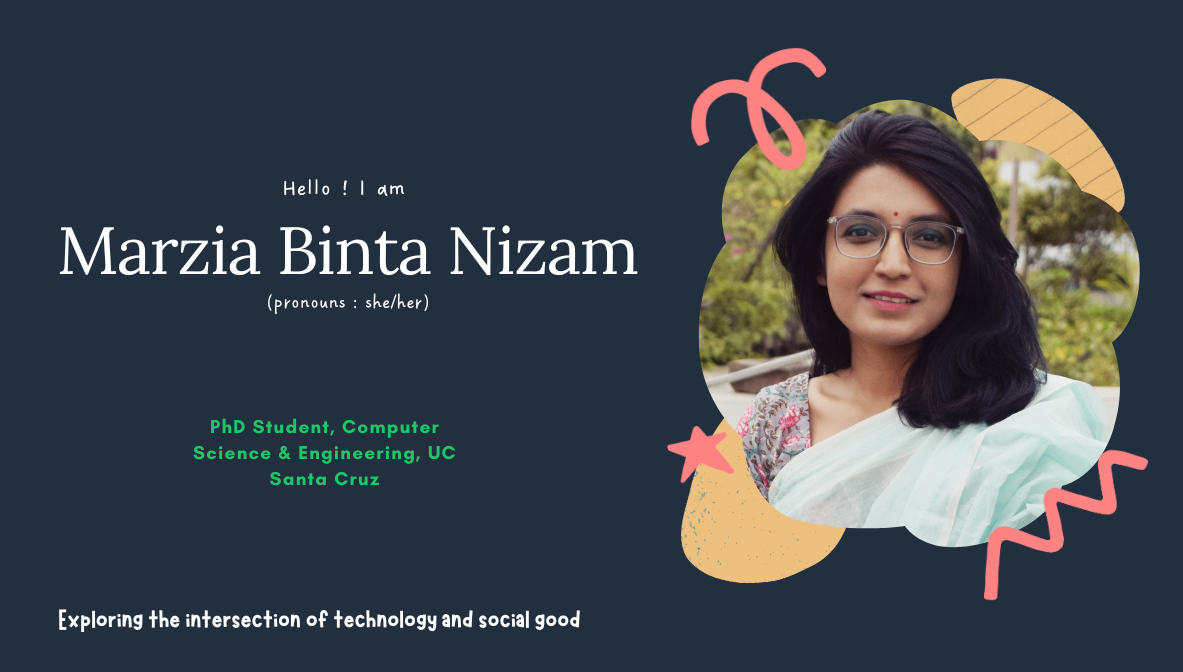 Hello ! I am
Marzia Binta Nizam
(pronouns : she/her)
PhD Student, Computer
Science & Engineering, UC
Santa Cruz
Exploring the intersection of technology and social good